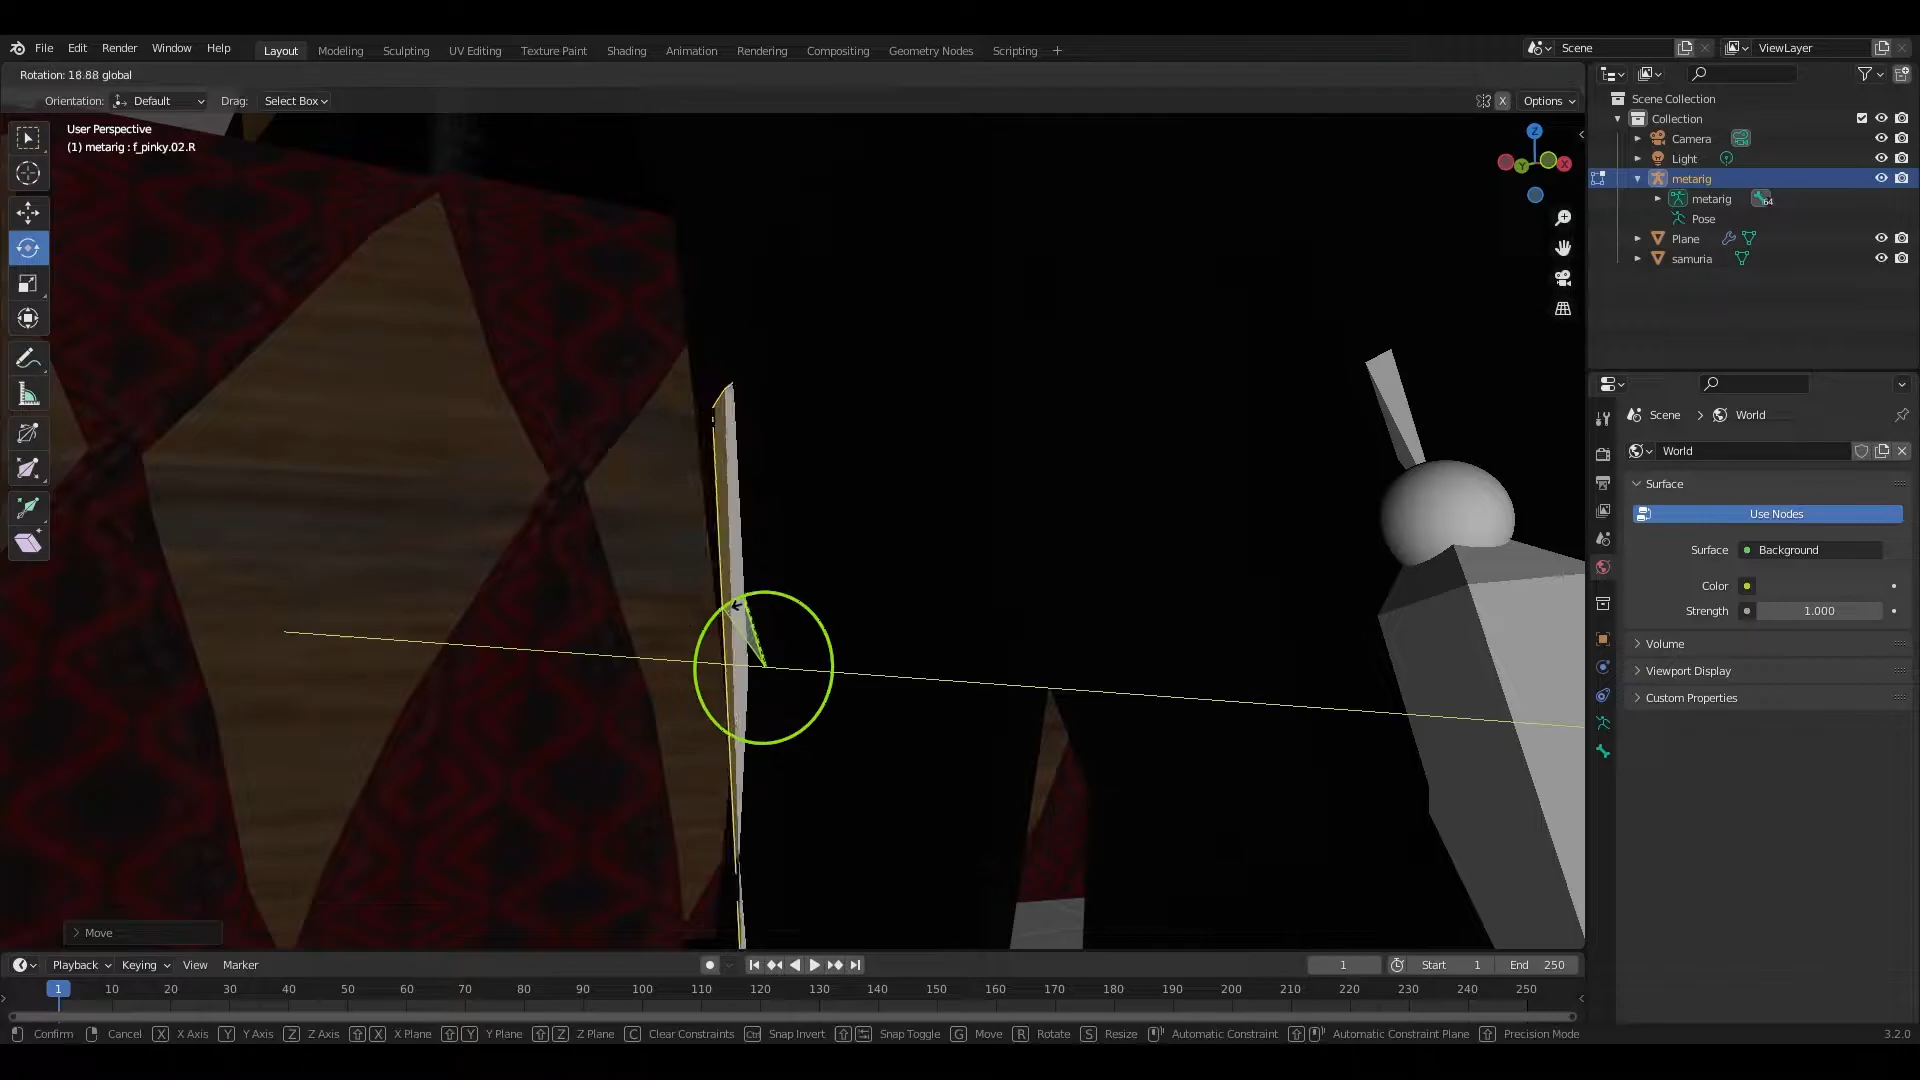 File Edit Render Window Help Layout Modeling Sculpting UV Editing Texture Paint Shading Animation Rendering Compositing Geometry Nodes Scripting + Scene ViewLayer
Rotation: 18.88 global
Orientation: Default Drag: Select Box X Options
User Perspective
(1) metarig : f_pinky.02.R
Z
X
Y
Scene Collection
Collection
Camera
Light
metarig
metarig 64
Pose
Plane
samuria
Scene > World
World
Surface
Use Nodes
Surface Background
Color
Strength 1.000
Volume
Viewport Display
Custom Properties
Move
Playback Keying View Marker 1 Start 1 End 250
1 10 20 30 40 50 60 70 80 90 100 110 120 130 140 150 160 170 180 190 200 210 220 230 240 250
Confirm Cancel X X Axis Y Y Axis Z Z Axis X X Plane Y Y Plane Z Z Plane C Clear Constraints Ctrl Snap Invert Snap Toggle G Move R Rotate S Resize Automatic Constraint Automatic Constraint Plane Precision Mode 3.2.0